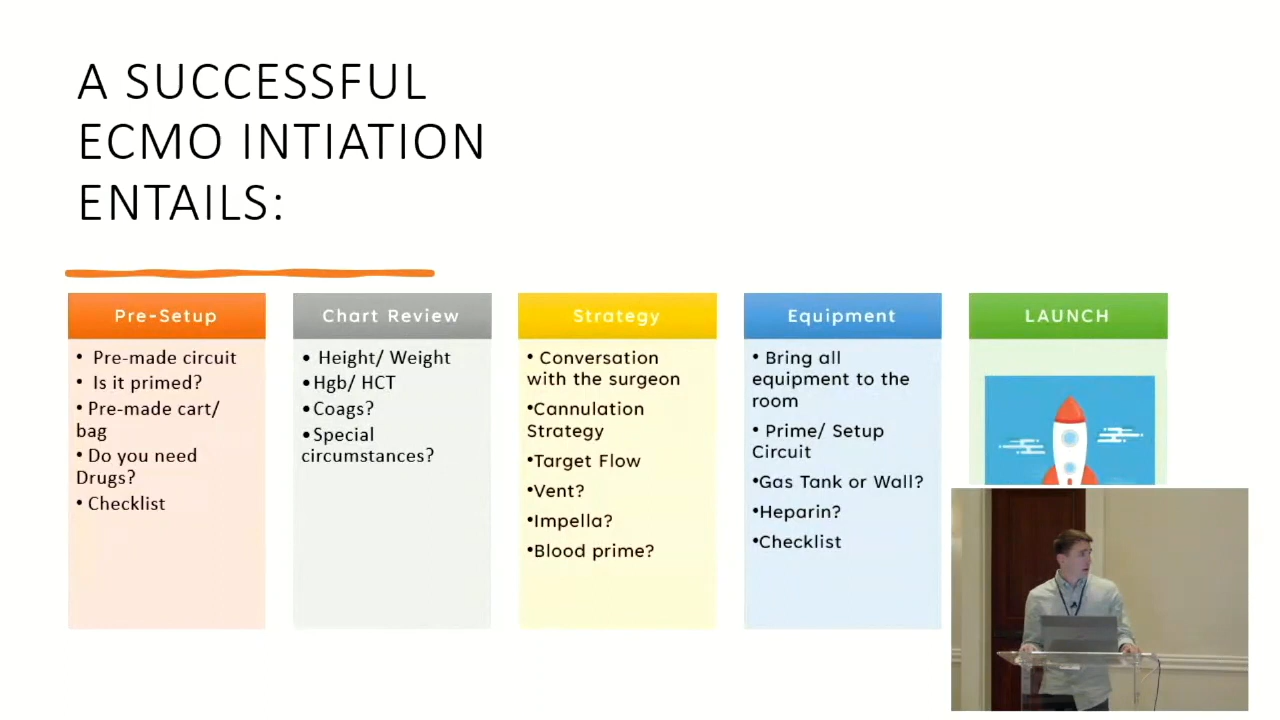 A SUCCESSFUL
ECMO INTIATION
ENTAILS:
Pre-Setup
• Pre-made circuit
• Is it primed?
• Pre-made cart/
bag
• Do you need
Drugs?
• Checklist
Chart Review
• Height/ Weight
•Hgb/ HCT
•Coags?
•Special
circumstances?
Strategy
• Conversation
with the surgeon
•Cannulation
Strategy
•Target Flow
•Vent?
•Impella?
•Blood prime?
Equipment
• Bring all
equipment to the
room
• Prime/ Setup
Circuit
•Gas Tank or Wall?
•Heparin?
•Checklist
LAUNCH